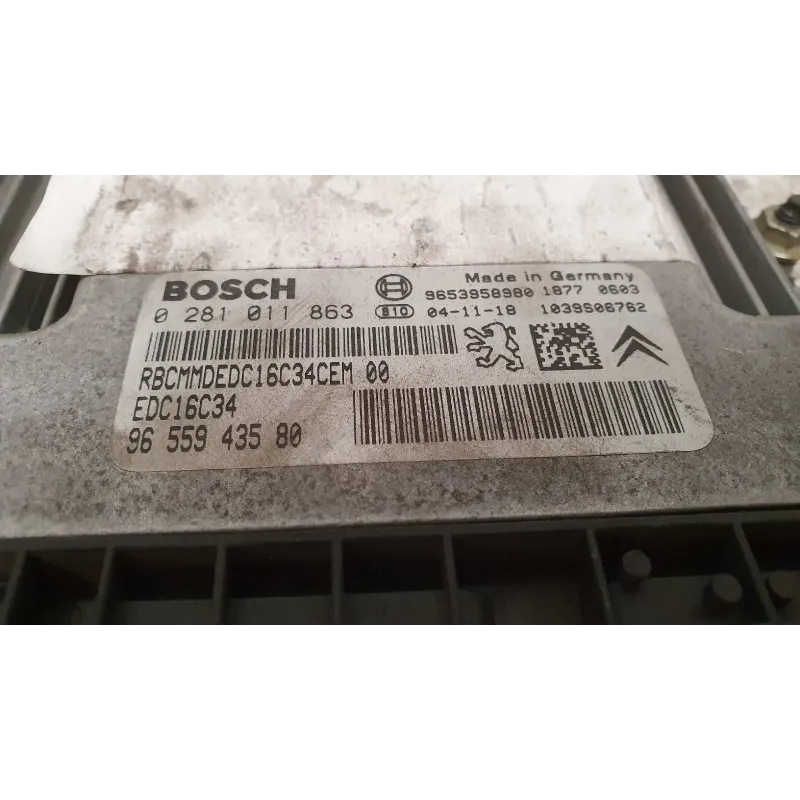 BOSCH
Made in Germany
0 281 011 863
9653958980 1877 0603
810 04-11-18 1039S06762
RBCMMDEDC16C34CEM 00
EDC16C34
96 559 435 80